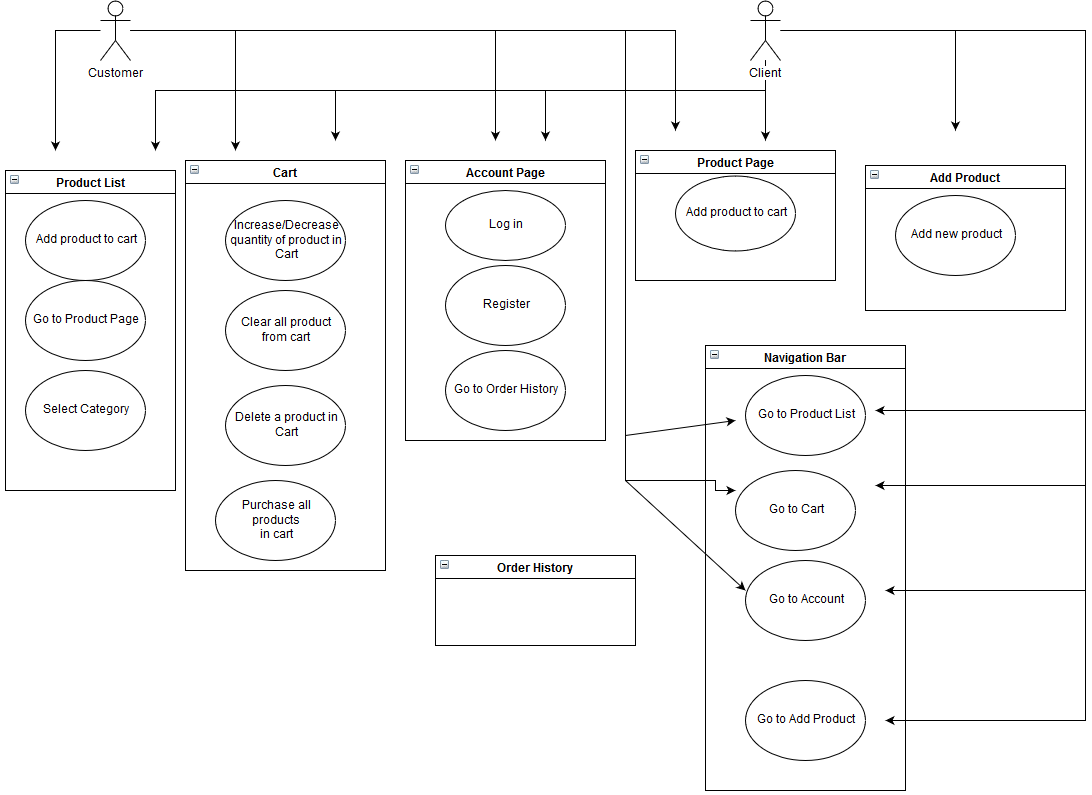 Customer
Client
Product List
Add product to cart
Go to Product Page
Select Category
Cart
Increase/Decrease
quantity of product in
Cart
Clear all product
from cart
Delete a product in
Cart
Purchase all
products
in cart
Account Page
Log in
Register
Go to Order History
Product Page
Add product to cart
Add Product
Add new product
Navigation Bar
Go to Product List
Go to Cart
Go to Account
Go to Add Product
Order History